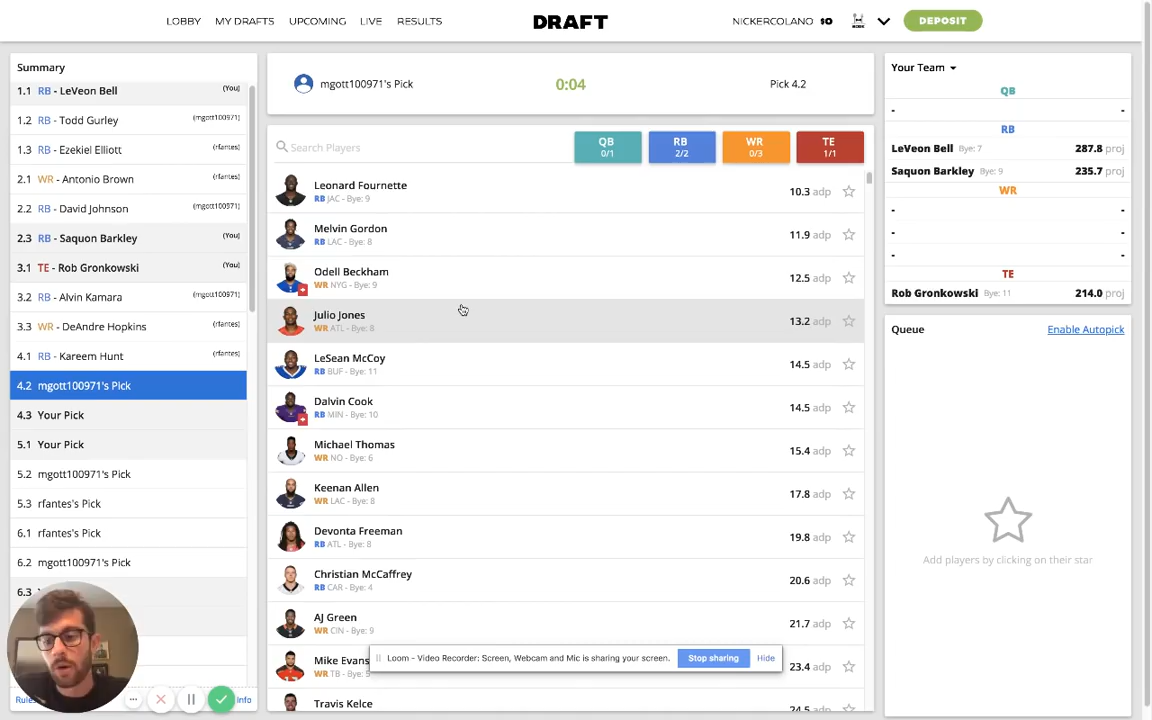 LOBBY MY DRAFTS UPCOMING LIVE RESULTS DRAFT NICKERCOLANO $0 DEPOSIT
Summary
1.1 RB - LeVeon Bell (You)
1.2 RB - Todd Gurley (mgott100971)
1.3 RB - Ezekiel Elliott (rfantes)
2.1 WR - Antonio Brown (rfantes)
2.2 RB - David Johnson (mgott100971)
2.3 RB - Saquon Barkley (You)
3.1 TE - Rob Gronkowski (You)
3.2 RB - Alvin Kamara (mgott100971)
3.3 WR - DeAndre Hopkins (rfantes)
4.1 RB - Kareem Hunt (rfantes)
4.2 mgott100971's Pick
4.3 Your Pick
5.1 Your Pick
5.2 mgott100971's Pick
5.3 rfantes's Pick
6.1 rfantes's Pick
6.2 mgott100971's Pick
6.3
Rules
Info
mgott100971's Pick 0:04 Pick 4.2
Search Players
QB 0/1
RB 2/2
WR 0/3
TE 1/1
Leonard Fournette
RB JAC - Bye: 9
10.3 adp
Melvin Gordon
RB LAC - Bye: 8
11.9 adp
Odell Beckham
WR NYG - Bye: 9
12.5 adp
Julio Jones
WR ATL - Bye: 8
13.2 adp
LeSean McCoy
RB BUF - Bye: 11
14.5 adp
Dalvin Cook
RB MIN - Bye: 10
14.5 adp
Michael Thomas
WR NO - Bye: 6
15.4 adp
Keenan Allen
WR LAC - Bye: 8
17.8 adp
Devonta Freeman
RB ATL - Bye: 8
19.8 adp
Christian McCaffrey
RB CAR - Bye: 4
20.6 adp
AJ Green
WR CIN - Bye: 9
21.7 adp
Mike Evans
WR TB - Bye: 5
23.4 adp
Travis Kelce
24.5 adp
Loom - Video Recorder: Screen, Webcam and Mic is sharing your screen. Stop sharing Hide
Your Team
QB
- -
RB
LeVeon Bell Bye: 7 287.8 proj
Saquon Barkley Bye: 9 235.7 proj
WR
- -
- -
- -
TE
Rob Gronkowski Bye: 11 214.0 proj
Queue Enable Autopick
Add players by clicking on their star